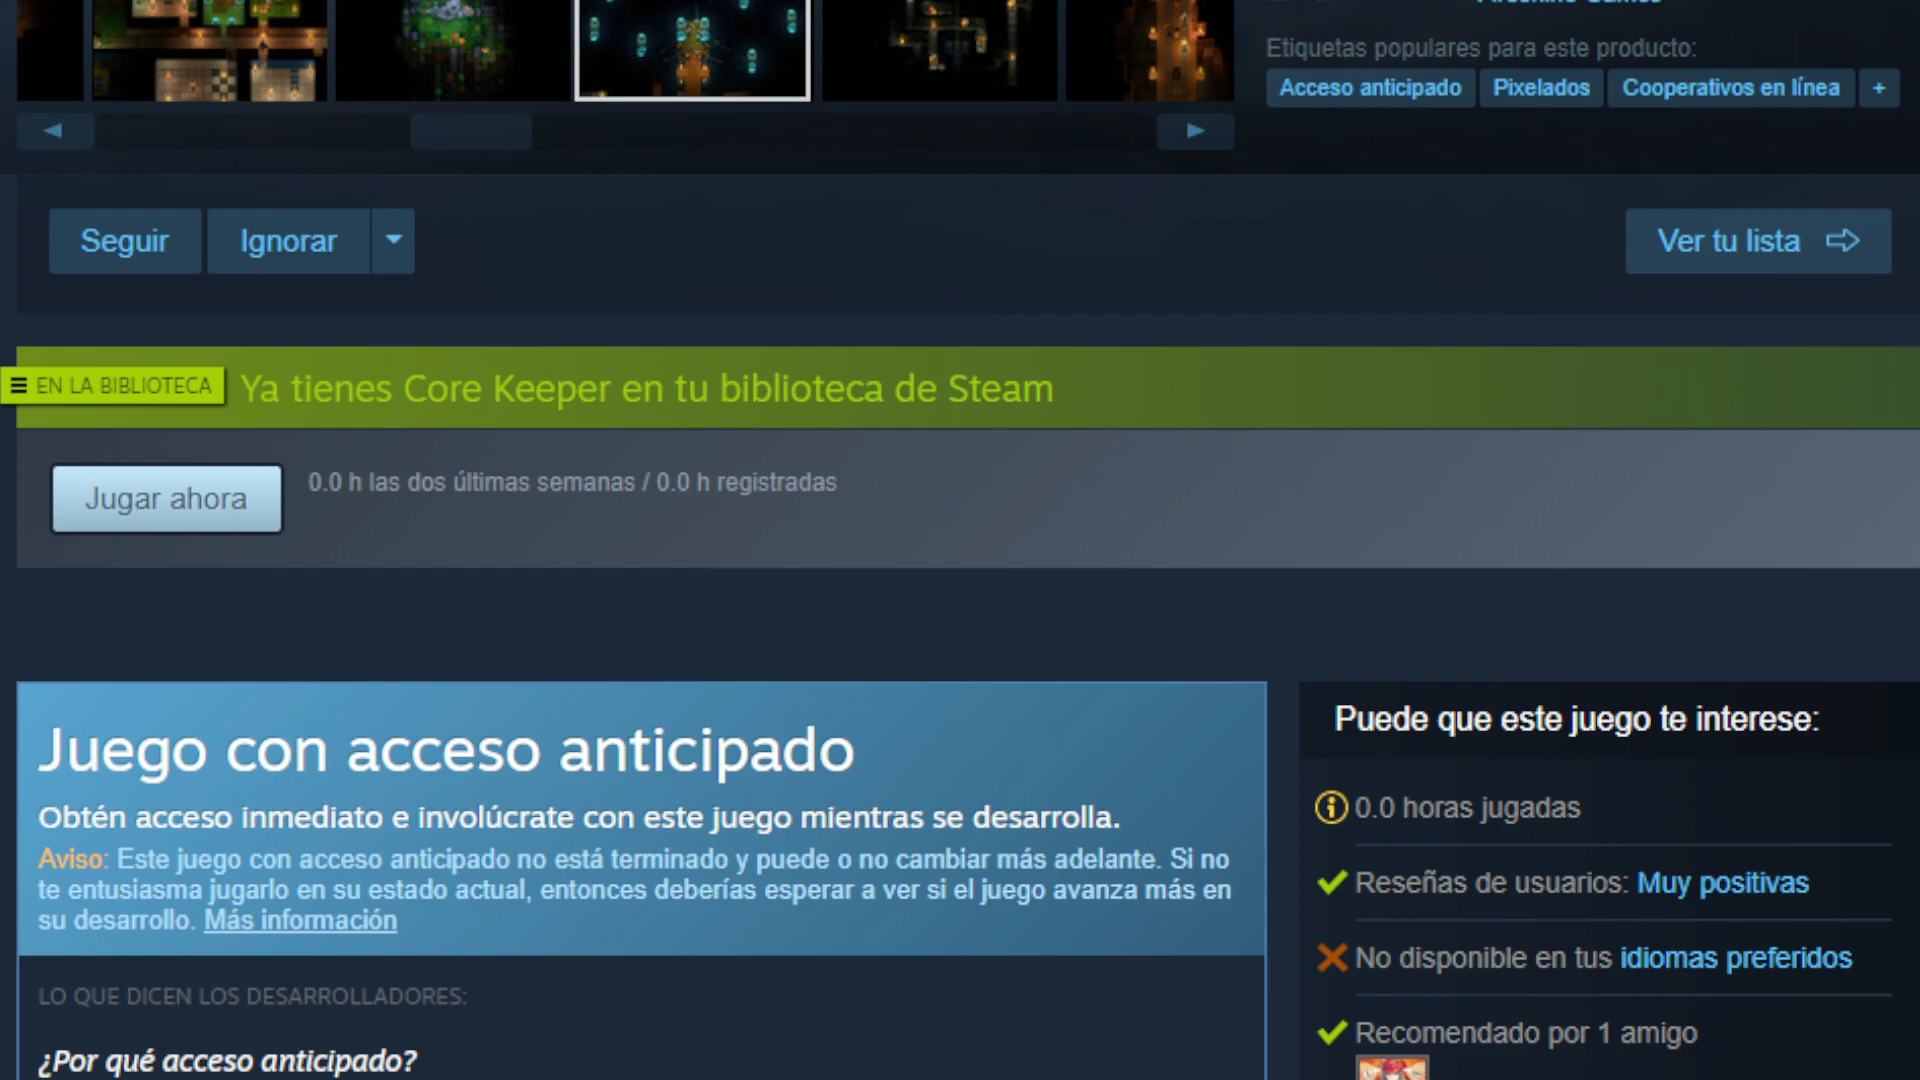 Etiquetas populares para este producto:
Acceso anticipado Pixelados Cooperativos en línea +
Seguir Ignorar Ver tu lista
EN LA BIBLIOTECA Ya tienes Core Keeper en tu biblioteca de Steam
Jugar ahora 0.0 h las dos últimas semanas / 0.0 h registradas
Juego con acceso anticipado
Obtén acceso inmediato e involúcrate con este juego mientras se desarrolla.
Aviso: Este juego con acceso anticipado no está terminado y puede o no cambiar más adelante. Si no
te entusiasma jugarlo en su estado actual, entonces deberías esperar a ver si el juego avanza más en
su desarrollo. Más información
LO QUE DICEN LOS DESARROLLADORES:
¿Por qué acceso anticipado?
Puede que este juego te interese:
0.0 horas jugadas
Reseñas de usuarios: Muy positivas
No disponible en tus idiomas preferidos
Recomendado por 1 amigo